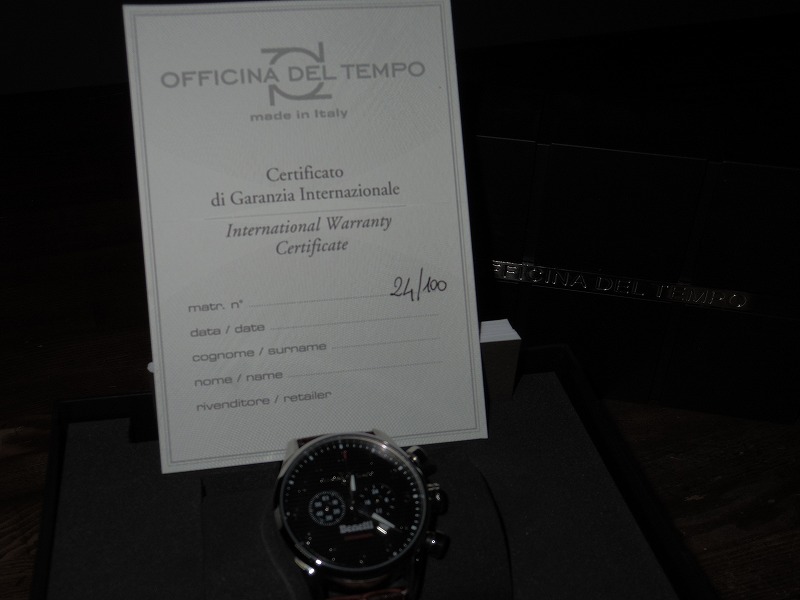 OFFICINA DEL TEMPO
made in Italy
Certificato
di Garanzia Internazionale
International Warranty
Certificate
matr. n° 24/100
data / date
cognome / surname
nome / name
rivenditore / retailer
OFFICINA DEL TEMPO
Benelli